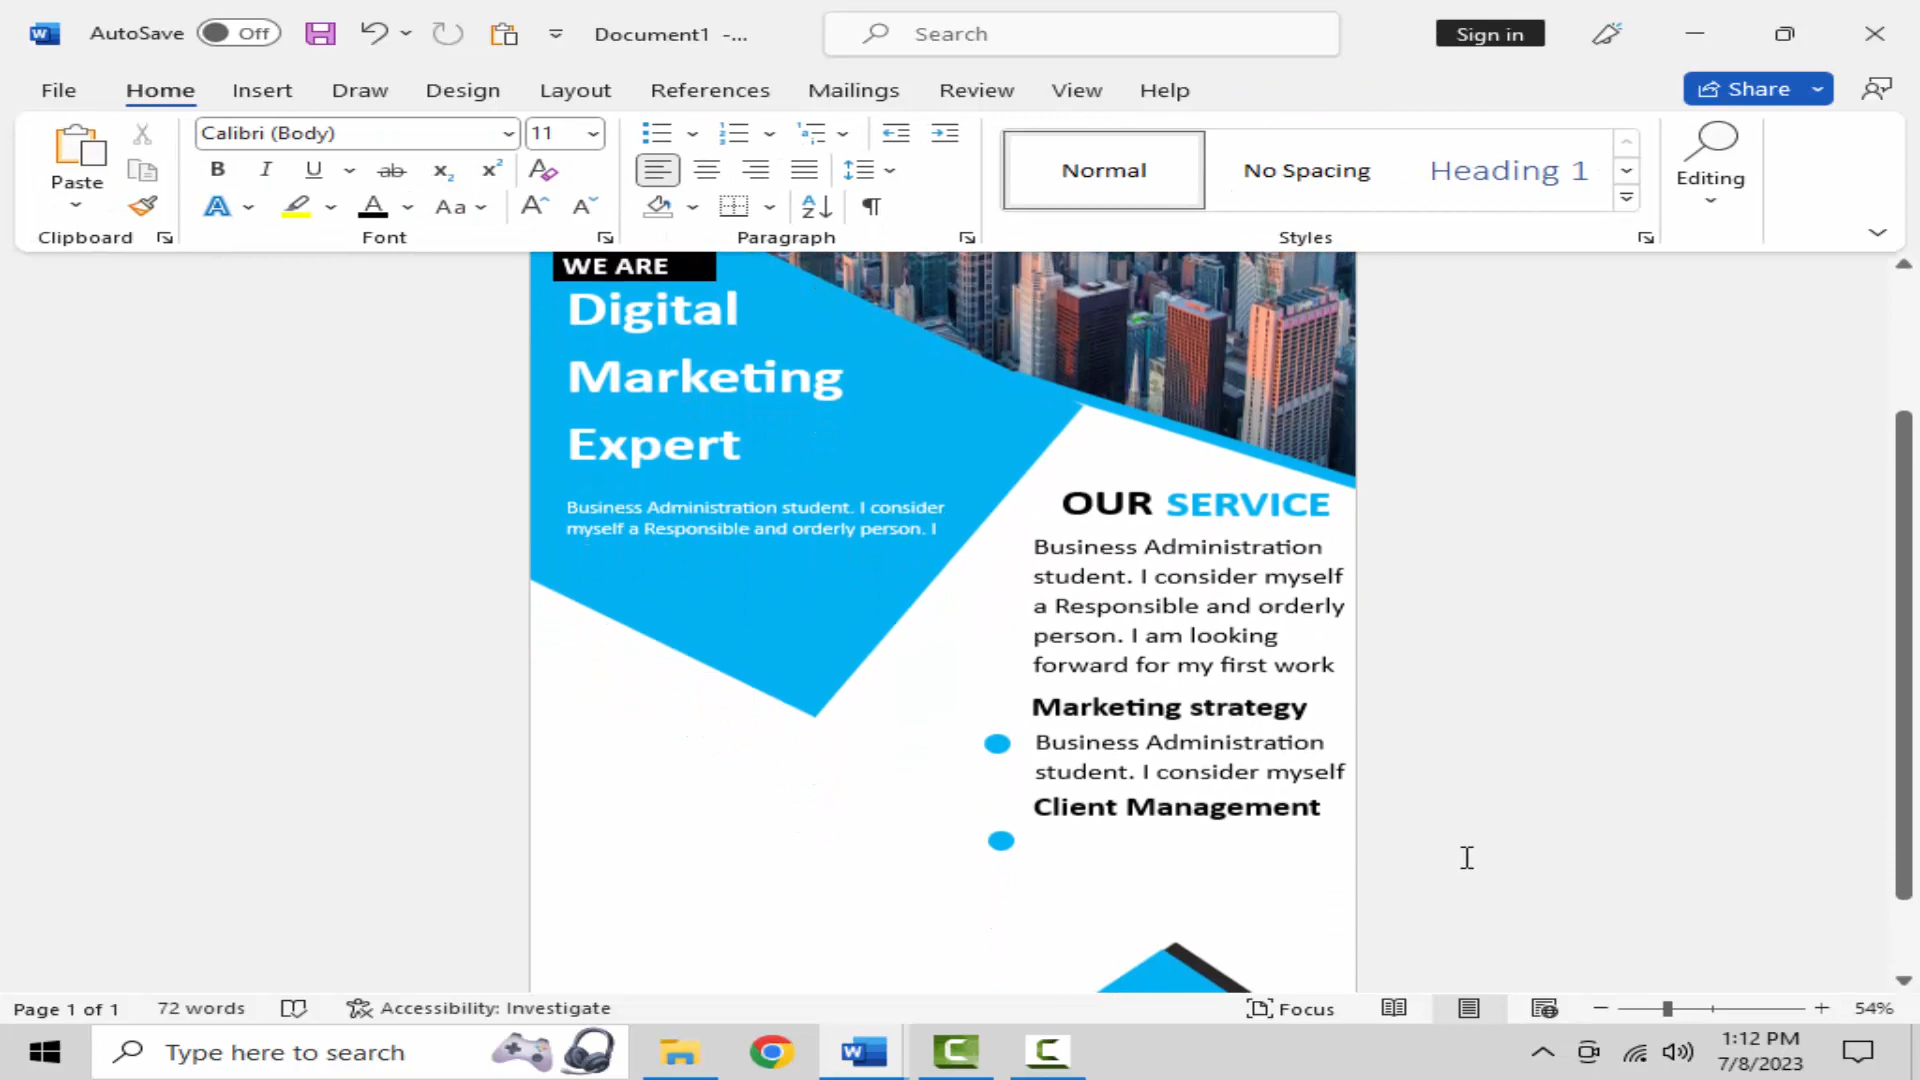 AutoSave Off Document1 -... Search Sign in
File Home Insert Draw Design Layout References Mailings Review View Help Share
Calibri (Body) 11
Paste
B I U ab x2 x2 A
A A Aa A A
Normal No Spacing Heading 1
Editing
Clipboard Font Paragraph Styles
WE ARE
Digital
Marketing
Expert
Business Administration student. I consider
myself a Responsible and orderly person. I
OUR SERVICE
Business Administration
student. I consider myself
a Responsible and orderly
person. I am looking
forward for my first work
Marketing strategy
Business Administration
student. I consider myself
Client Management
Page 1 of 1 72 words Accessibility: Investigate Focus 54%
Type here to search
1:12 PM
7/8/2023